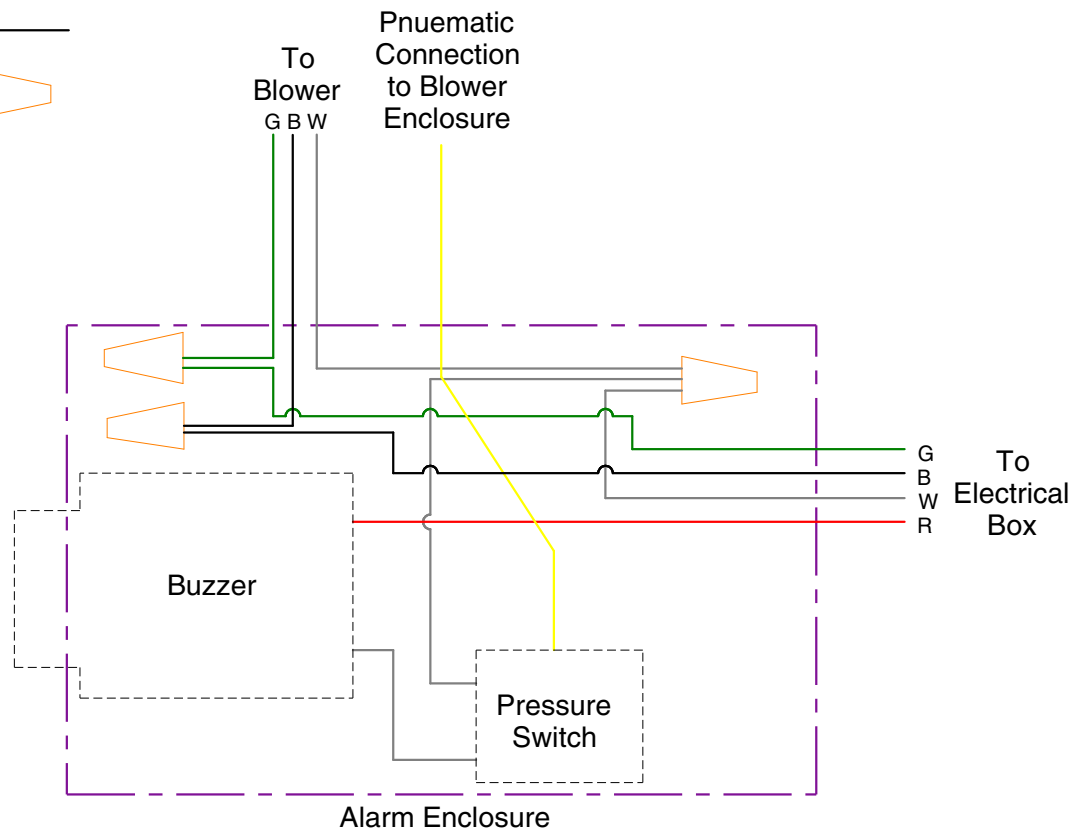 Pnuematic
Connection
to Blower
Enclosure
To
Blower
G B W
G
B
W
R
To
Electrical
Box
Buzzer
Pressure
Switch
Alarm Enclosure